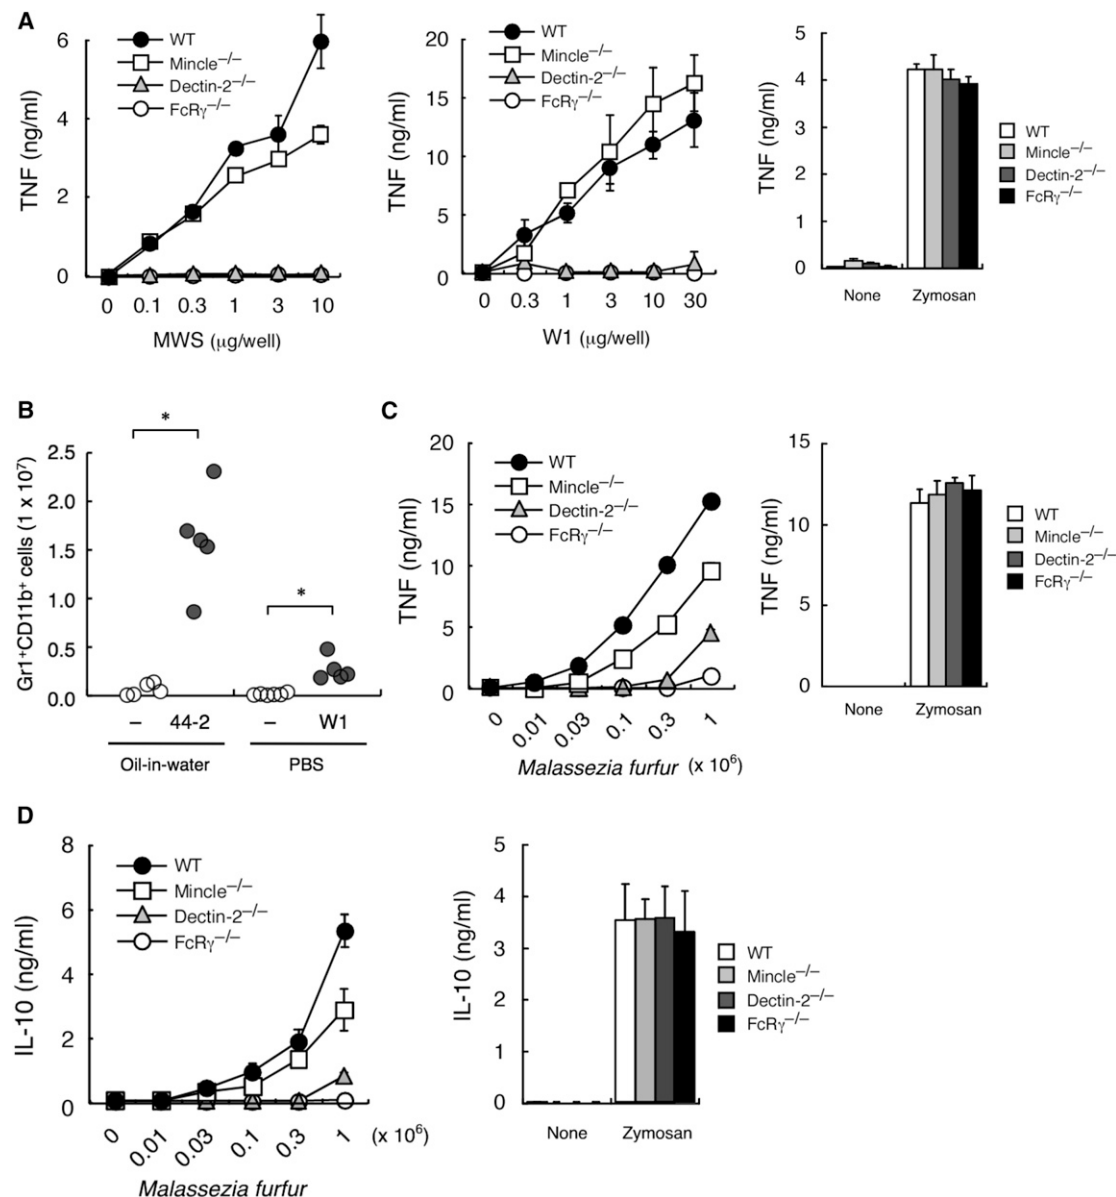 A
TNF (ng/ml)
6
4
2
0
WT
Mincle−/−
Dectin-2−/−
FcRγ−/−
0 0.1 0.3 1 3 10
MWS (μg/well)
TNF (ng/ml)
20
15
10
5
0
WT
Mincle−/−
Dectin-2−/−
FcRγ−/−
0 0.3 1 3 10 30
W1 (μg/well)
TNF (ng/ml)
5
4
3
2
1
0
None Zymosan
WT
Mincle−/−
Dectin-2−/−
FcRγ−/−
B
Gr1+CD11b+ cells (1 x 10⁷)
2.5
2.0
1.5
1.0
0.5
0.0
*
*
– 44-2 – W1
Oil-in-water PBS
C
TNF (ng/ml)
20
15
10
5
0
WT
Mincle−/−
Dectin-2−/−
FcRγ−/−
0 0.01 0.03 0.1 0.3 1
Malassezia furfur (x 10⁶)
TNF (ng/ml)
15
10
5
0
None Zymosan
WT
Mincle−/−
Dectin-2−/−
FcRγ−/−
D
IL-10 (ng/ml)
8
6
4
2
0
WT
Mincle−/−
Dectin-2−/−
FcRγ−/−
0 0.01 0.03 0.1 0.3 1 (x 10⁶)
Malassezia furfur
IL-10 (ng/ml)
5
4
3
2
1
0
None Zymosan
WT
Mincle−/−
Dectin-2−/−
FcRγ−/−